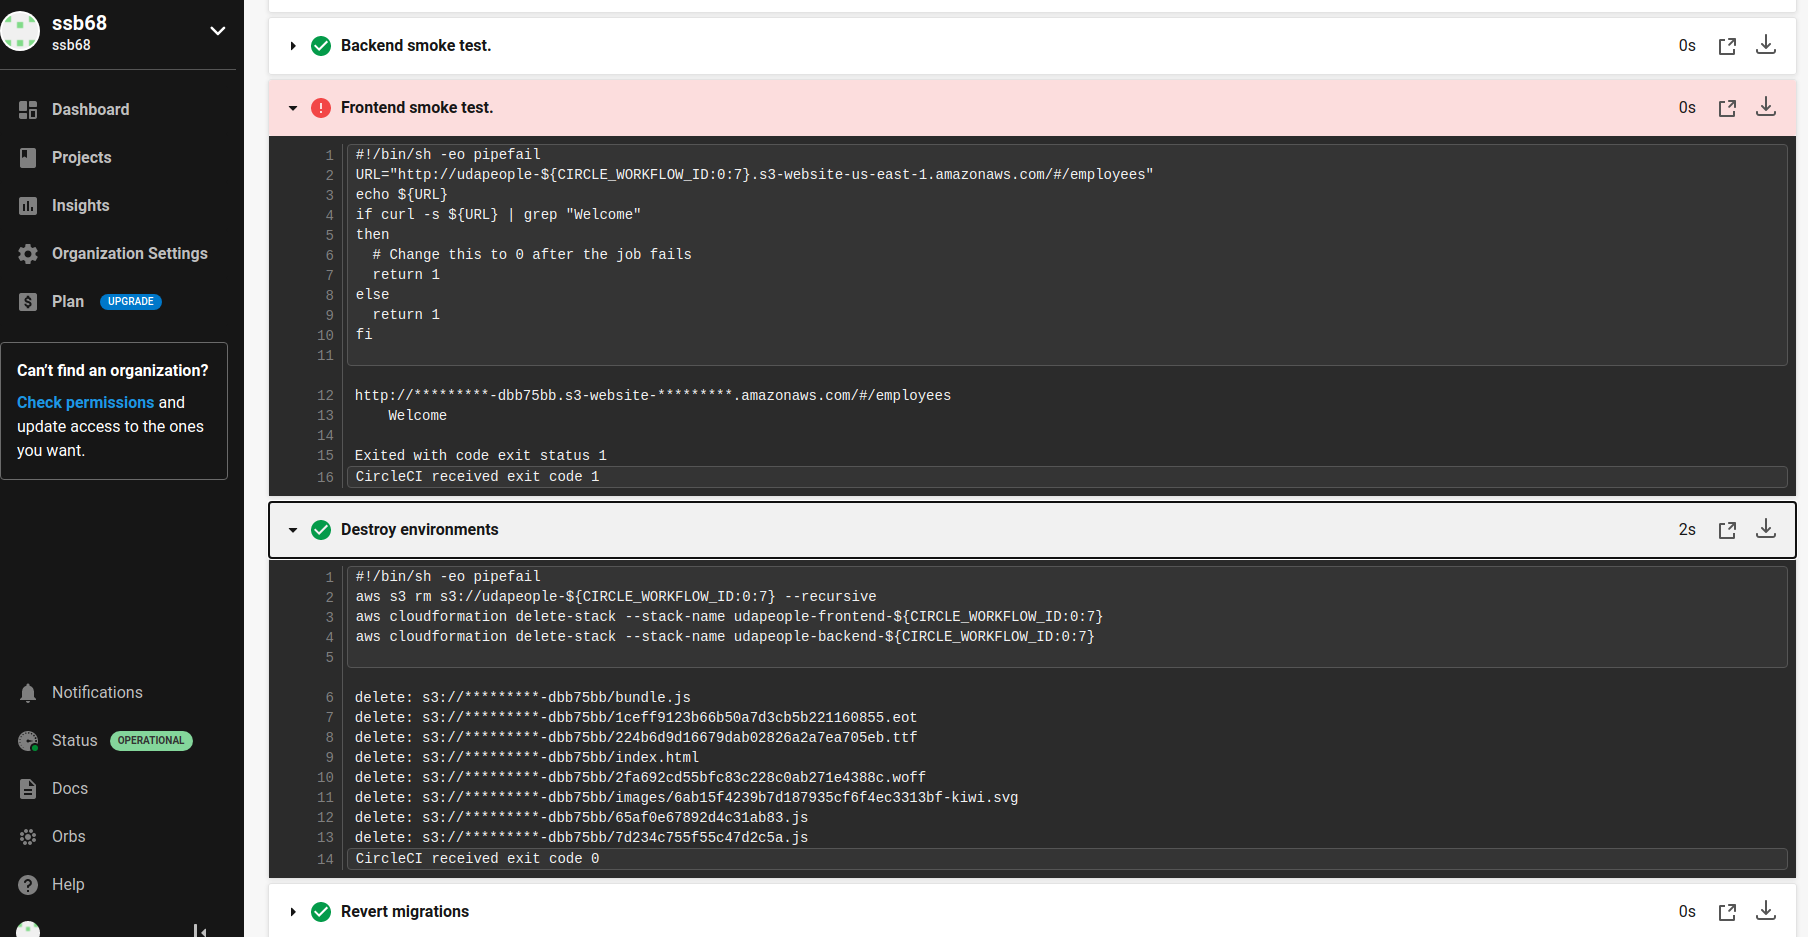 ssb68
ssb68
Dashboard
Projects
Insights
Organization Settings
Plan UPGRADE
Can't find an organization?
Check permissions and
update access to the ones
you want.
Notifications
Status OPERATIONAL
Docs
Orbs
Help
Backend smoke test. 0s
Frontend smoke test. 0s
1 #!/bin/sh -eo pipefail
2 URL="http://udapeople-${CIRCLE_WORKFLOW_ID:0:7}.s3-website-us-east-1.amazonaws.com/#/employees"
3 echo ${URL}
4 if curl -s ${URL} | grep "Welcome"
5 then
6   # Change this to 0 after the job fails
7   return 1
8 else
9   return 1
10 fi
11
12 http://*********-dbb75bb.s3-website-*********.amazonaws.com/#/employees
13     Welcome
14
15 Exited with code exit status 1
16 CircleCI received exit code 1
Destroy environments 2s
1 #!/bin/sh -eo pipefail
2 aws s3 rm s3://udapeople-${CIRCLE_WORKFLOW_ID:0:7} --recursive
3 aws cloudformation delete-stack --stack-name udapeople-frontend-${CIRCLE_WORKFLOW_ID:0:7}
4 aws cloudformation delete-stack --stack-name udapeople-backend-${CIRCLE_WORKFLOW_ID:0:7}
5
6 delete: s3://*********-dbb75bb/bundle.js
7 delete: s3://*********-dbb75bb/1ceff9123b66b50a7d3cb5b221160855.eot
8 delete: s3://*********-dbb75bb/224b6d9d16679dab02826a2a7ea705eb.ttf
9 delete: s3://*********-dbb75bb/index.html
10 delete: s3://*********-dbb75bb/2fa692cd55bfc83c228c0ab271e4388c.woff
11 delete: s3://*********-dbb75bb/images/6ab15f4239b7d187935cf6f4ec3313bf-kiwi.svg
12 delete: s3://*********-dbb75bb/65af0e67892d4c31ab83.js
13 delete: s3://*********-dbb75bb/7d234c755f55c47d2c5a.js
14 CircleCI received exit code 0
Revert migrations 0s